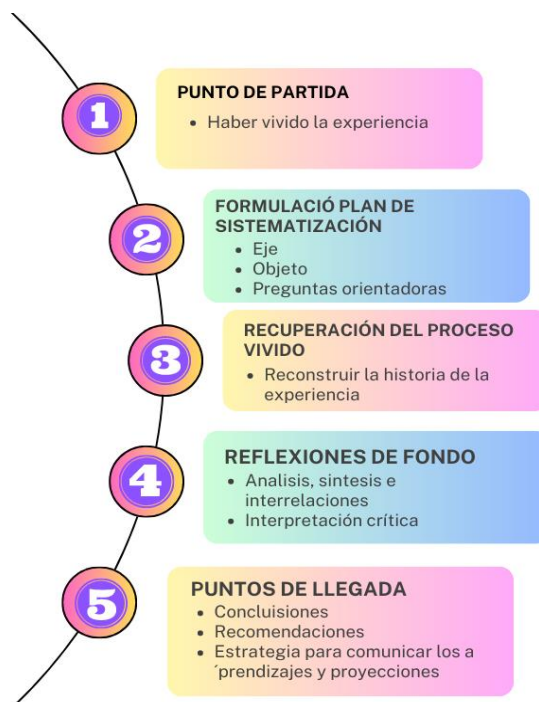 1
PUNTO DE PARTIDA
• Haber vivido la experiencia
2
FORMULACIÓ PLAN DE
SISTEMATIZACIÓN
• Eje
• Objeto
• Preguntas orientadoras
3
RECUPERACIÓN DEL PROCESO
VIVIDO
• Reconstruir la historia de la
experiencia
4
REFLEXIONES DE FONDO
• Analisis, sintesis e
interrelaciones
• Interpretación crítica
5
PUNTOS DE LLEGADA
• Concluisiones
• Recomendaciones
• Estrategia para comunicar los a
´prendizajes y proyecciones